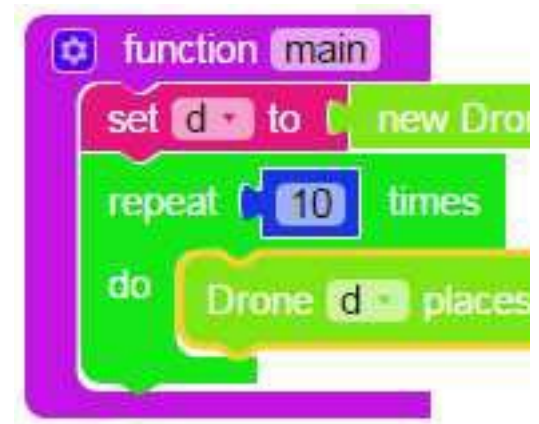 function main
set d to new Dron
repeat 10 times
do Drone d places